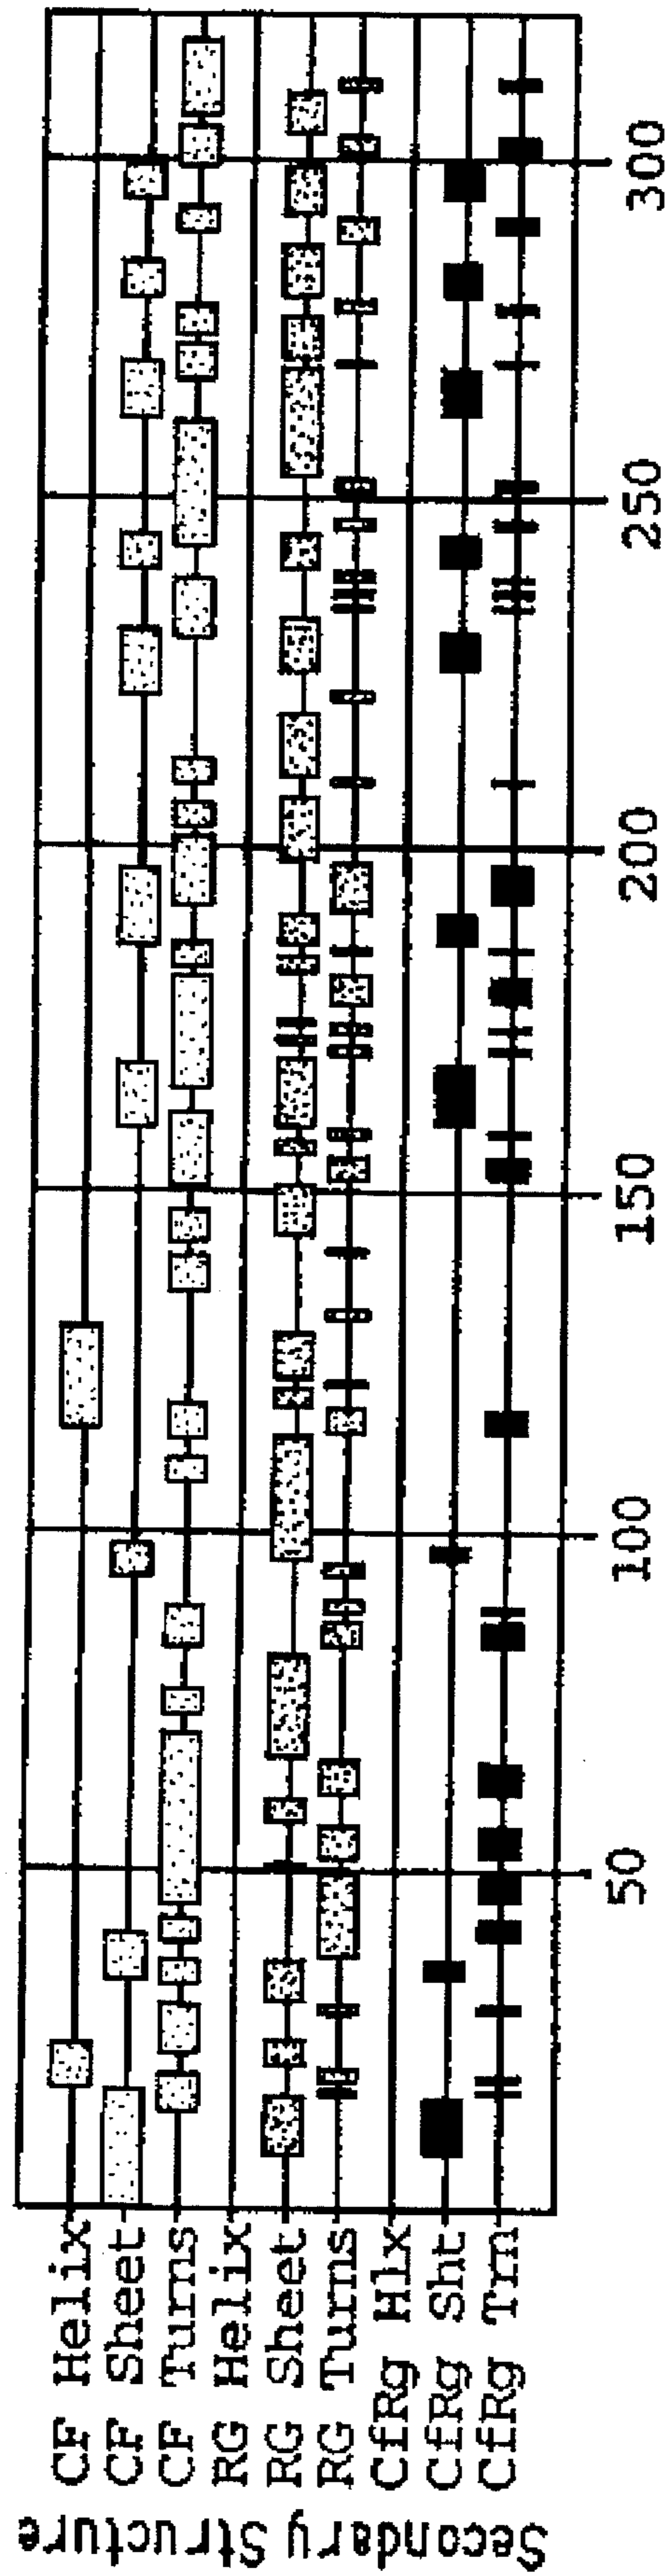 Secondary Structure
CF Helix
CF Sheet
CF Turns
RG Helix
RG Sheet
RG Turns
CfRg Hlx
CfRg Sht
CfRg Trn
50 100 150 200 250 300